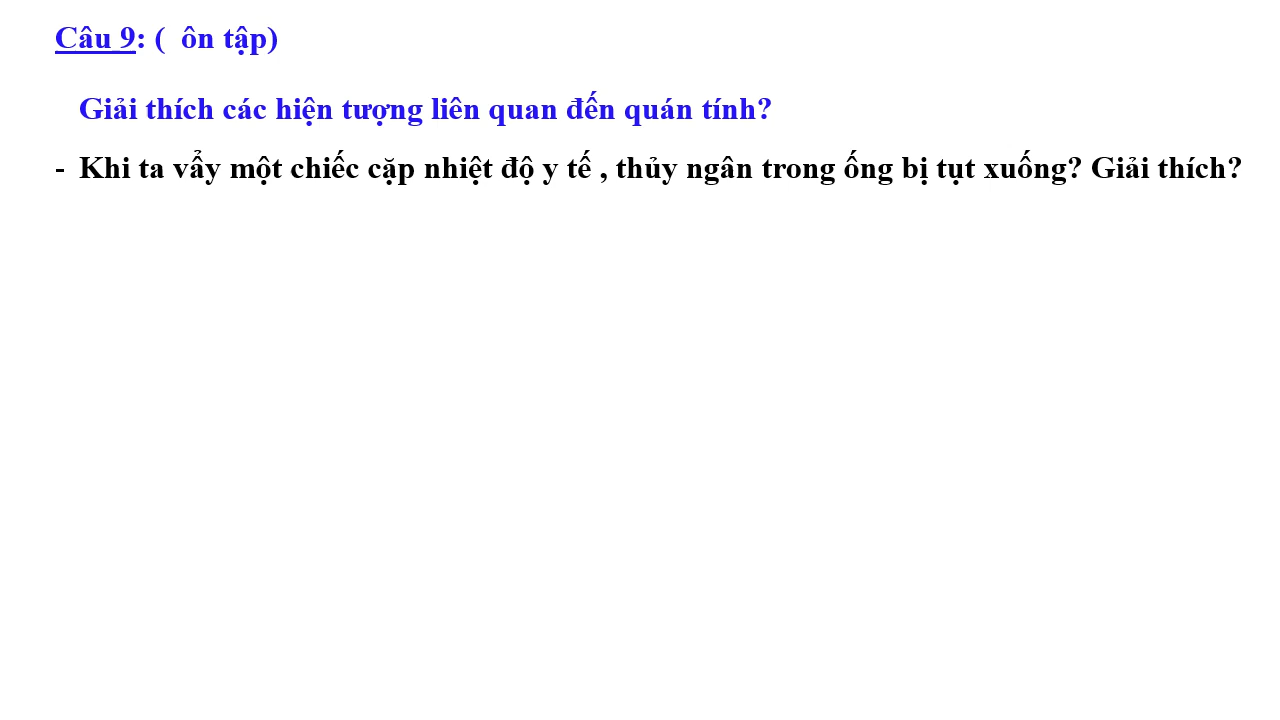 Câu 9: (  ôn tập)
Giải thích các hiện tượng liên quan đến quán tính?
- Khi ta vẩy một chiếc cặp nhiệt độ y tế , thủy ngân trong ống bị tụt xuống? Giải thích?